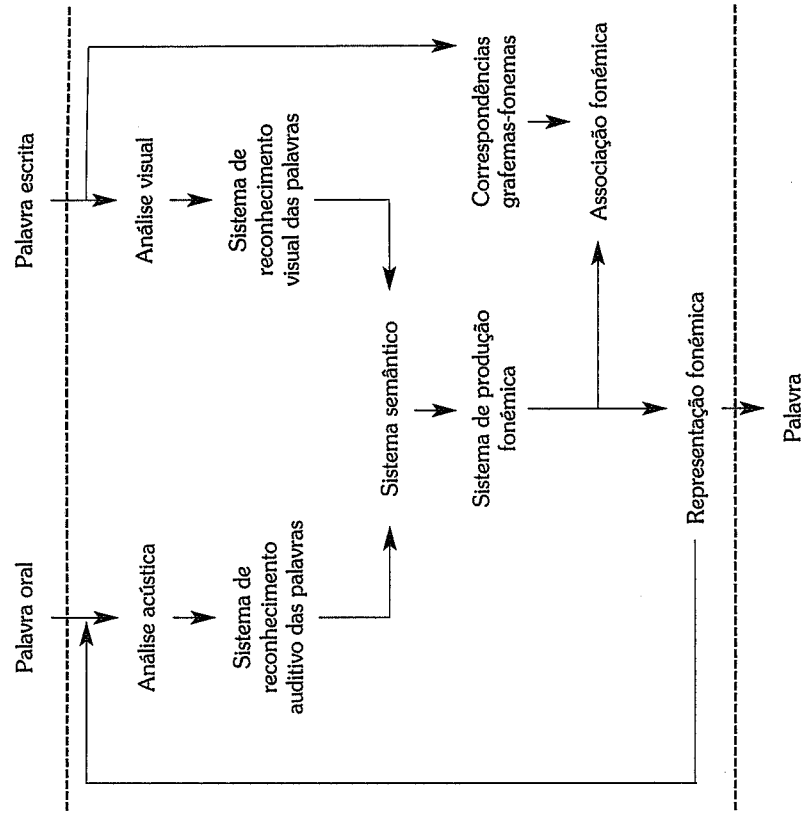 Palavra oral
Palavra escrita
Análise acústica
Análise visual
Sistema de
reconhecimento
auditivo das palavras
Sistema de
reconhecimento
visual das palavras
Sistema semântico
Sistema de produção
fonémica
Correspondências
grafemas-fonemas
Associação fonémica
Representação fonémica
Palavra